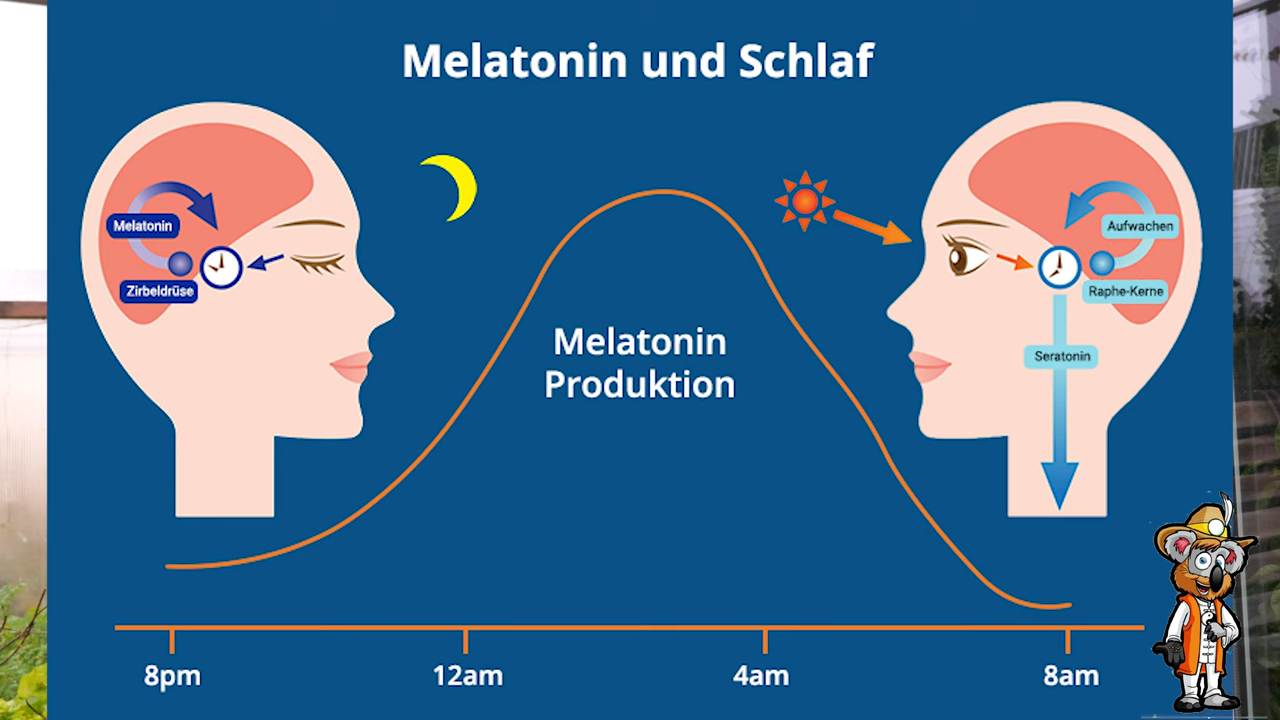 Melatonin und Schlaf
Melatonin
Zirbeldrüse
Aufwachen
Raphe-Kerne
Seratonin
Melatonin
Produktion
8pm
12am
4am
8am